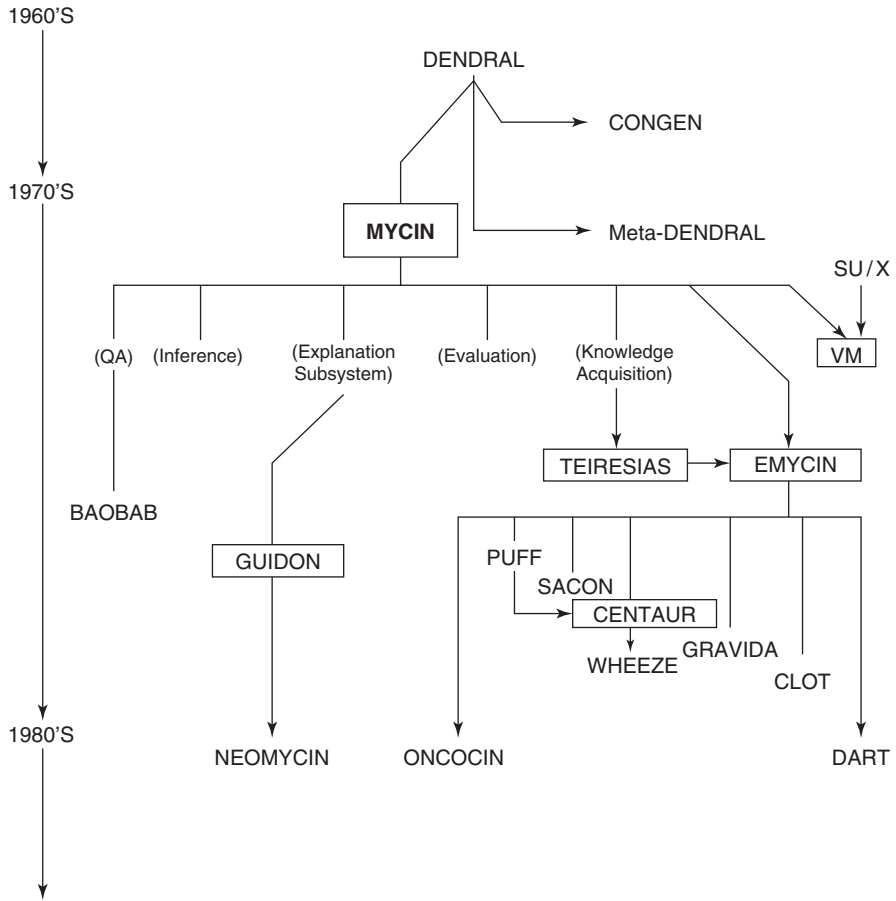 1960'S
DENDRAL
CONGEN
1970'S
MYCIN
Meta-DENDRAL
SU/X
(QA)
(Inference)
(Explanation
Subsystem)
(Evaluation)
(Knowledge
Acquisition)
VM
TEIRESIAS
EMYCIN
BAOBAB
GUIDON
PUFF
SACON
CENTAUR
WHEEZE
GRAVIDA
CLOT
1980'S
NEOMYCIN
ONCOCIN
DART